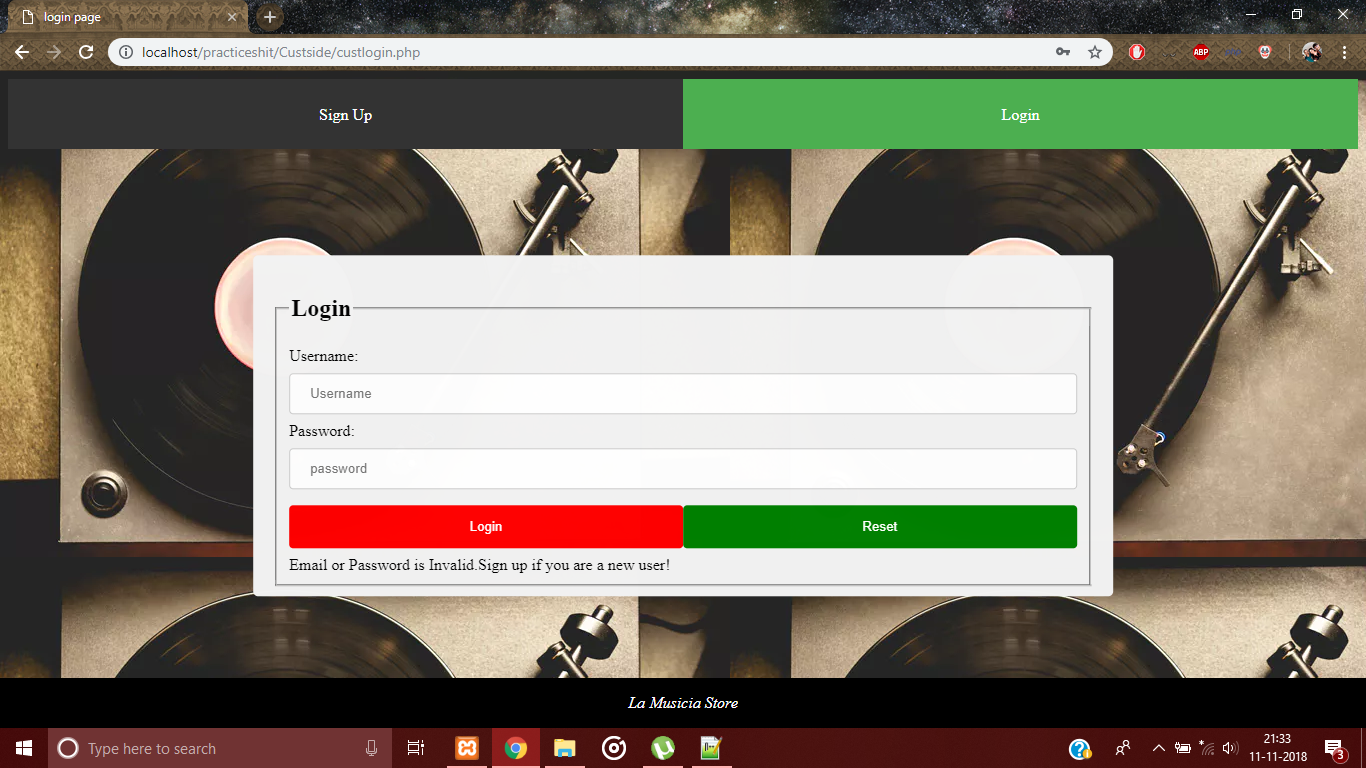 login page
localhost/practiceshit/Custside/custlogin.php
ABP
Sign Up
Login
Login
Username:
Username
Password:
password
Login
Reset
Email or Password is Invalid.Sign up if you are a new user!
La Musicia Store
Type here to search
21:33
11-11-2018
3